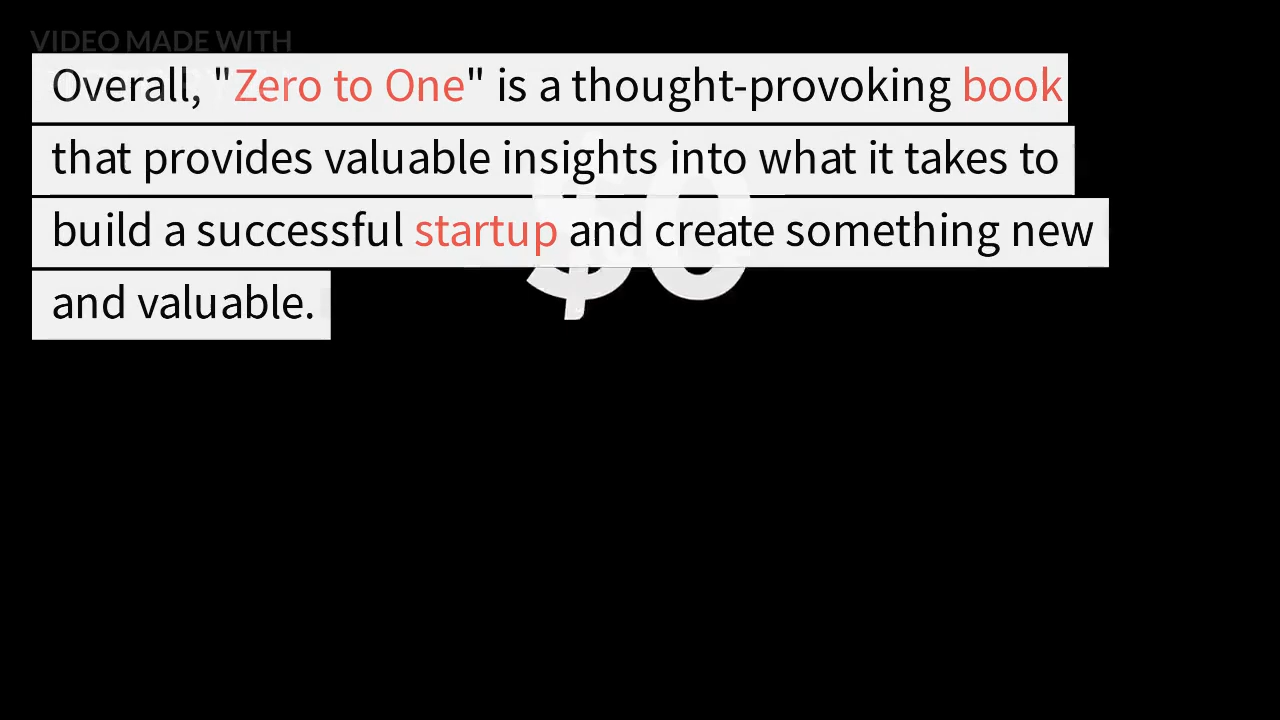 VIDEO MADE WITH
Overall, "Zero to One" is a thought-provoking book
that provides valuable insights into what it takes to
build a successful startup and create something new
and valuable.
$0